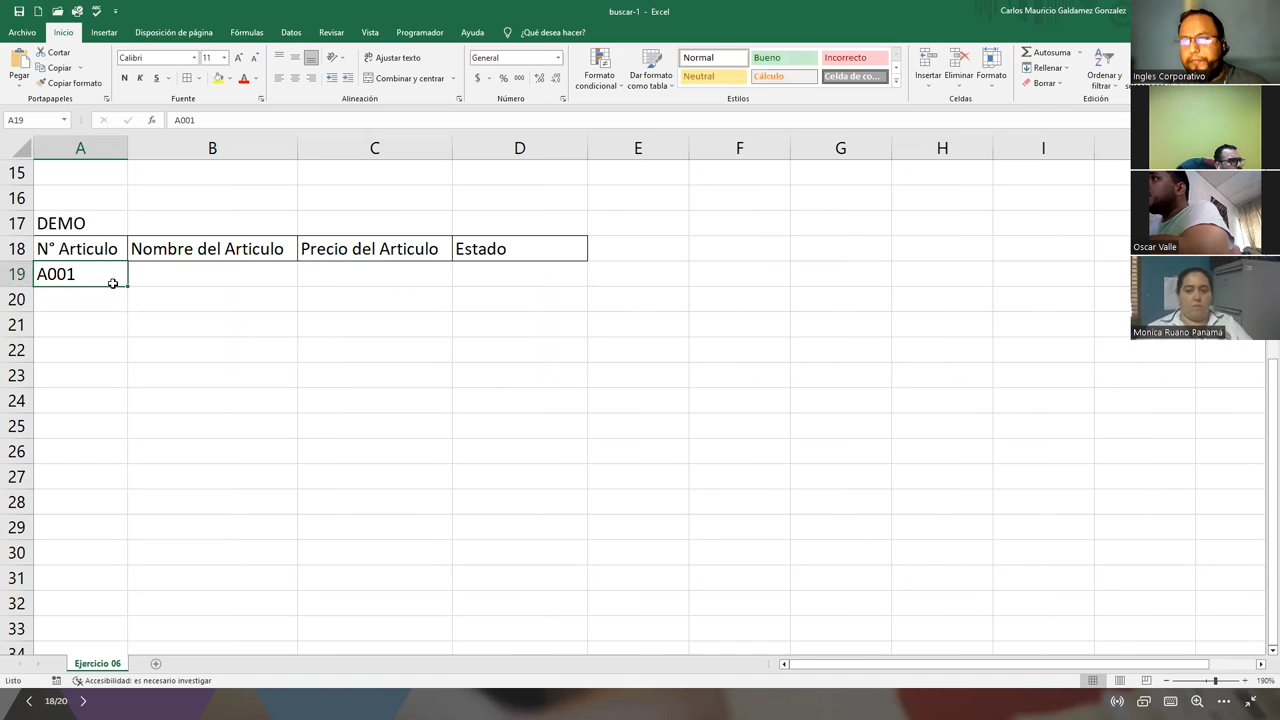 buscar-1 - Excel
Carlos Mauricio Galdamez Gonzalez
Archivo Inicio Insertar Disposición de página Fórmulas Datos Revisar Vista Programador Ayuda ¿Qué desea hacer?
Pegar
Cortar
Copiar
Portapapeles
Calibri 11
N K S
Fuente
Ajustar texto
Combinar y centrar
Alineación
General
$ % 000
Número
Formato condicional
Dar formato como tabla
Normal Bueno Incorrecto
Neutral Cálculo Celda de co...
Estilos
Insertar Eliminar Formato
Celdas
Autosuma
Rellenar
Borrar
Ordenar y filtrar
Edición
A19 fx A001
A B C D E F G H I
15
16
17 DEMO
18 N° Articulo Nombre del Articulo Precio del Articulo Estado
19 A001
20
21
22
23
24
25
26
27
28
29
30
31
32
33
34
Ejercicio 06
Listo Accesibilidad: es necesario investigar 190%
18/20
Ingles Corporativo
Oscar Valle
Monica Ruano Panamá